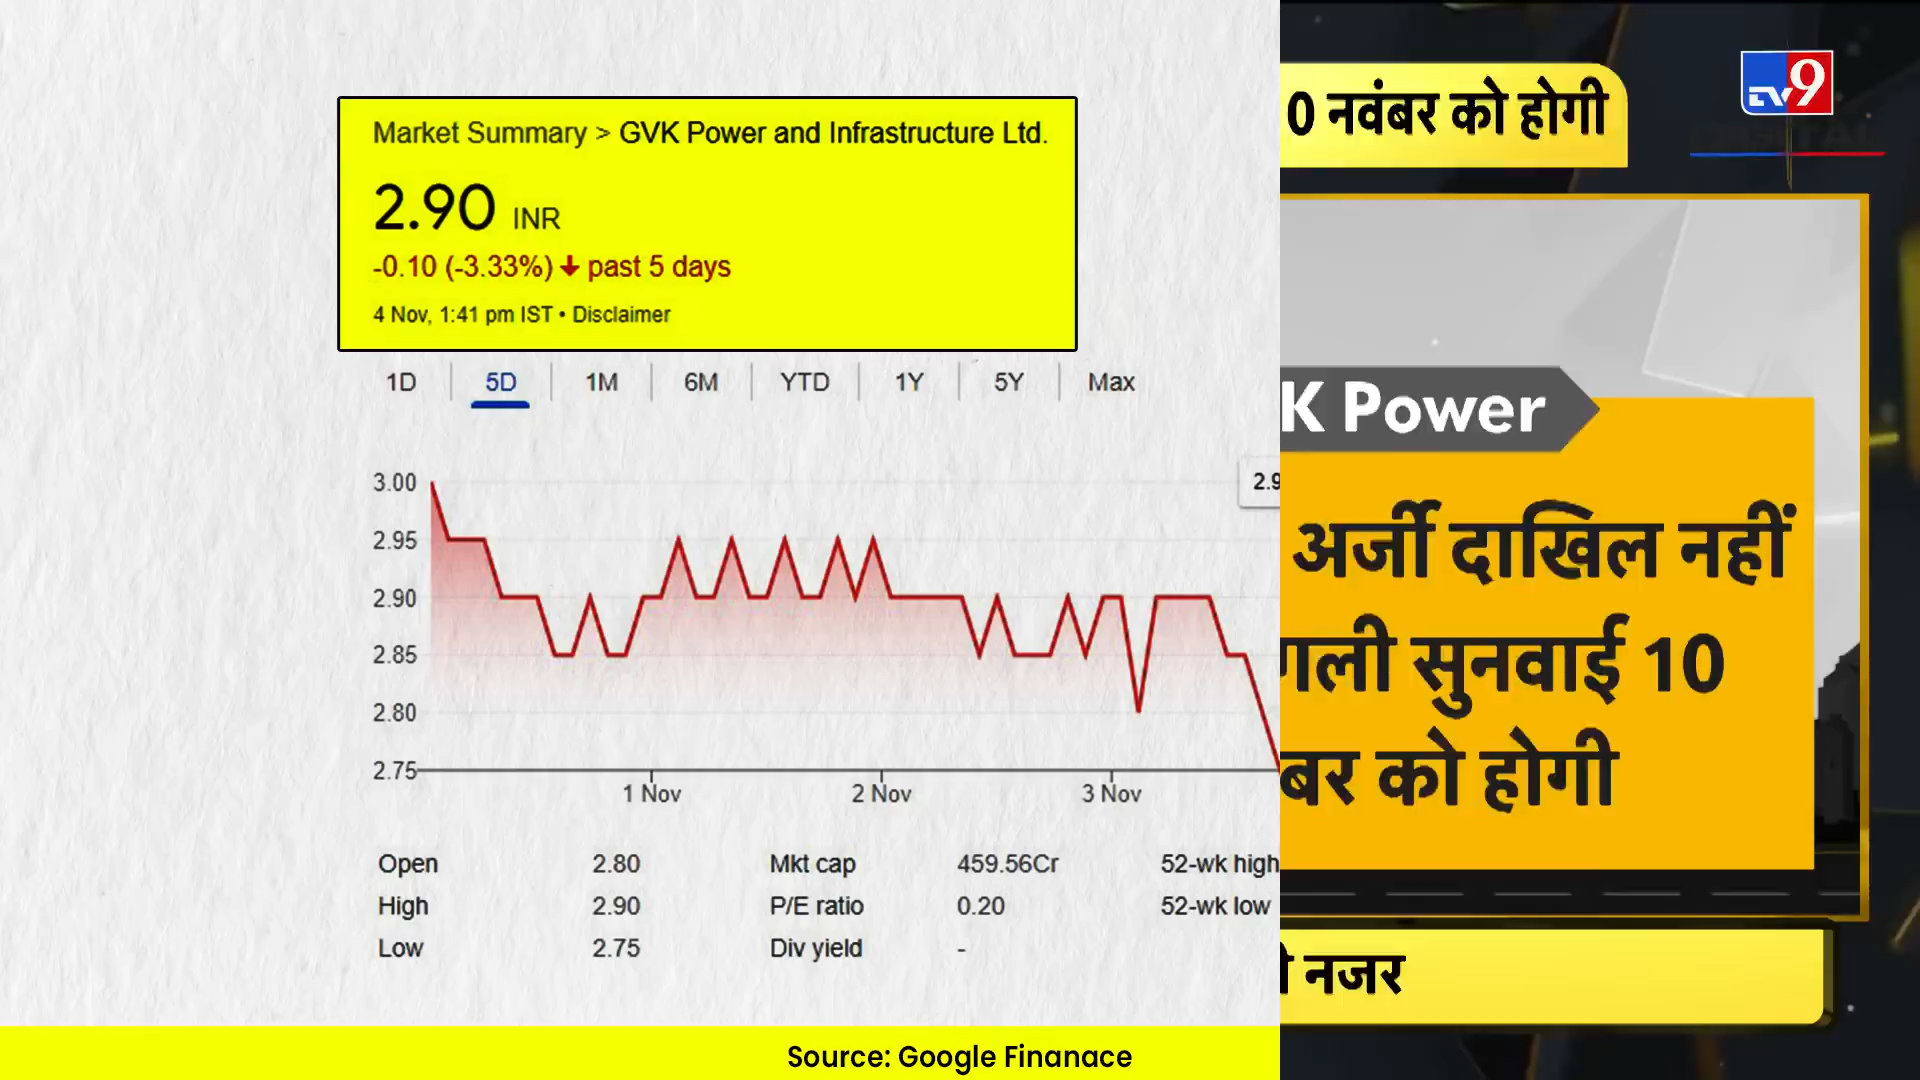 Market Summary > GVK Power and Infrastructure Ltd.
2.90 INR
-0.10 (-3.33%) ↓ past 5 days
4 Nov, 1:41 pm IST • Disclaimer
1D 5D 1M 6M YTD 1Y 5Y Max
3.00
2.95
2.90
2.85
2.80
2.75
1 Nov 2 Nov 3 Nov
Open 2.80 Mkt cap 459.56Cr 52-wk high
High 2.90 P/E ratio 0.20 52-wk low
Low 2.75 Div yield -
Source: Google Finanace
0 नवंबर को होगी
TV9
K Power
अर्जी दाखिल नहीं
गली सुनवाई 10
बर को होगी
नजर